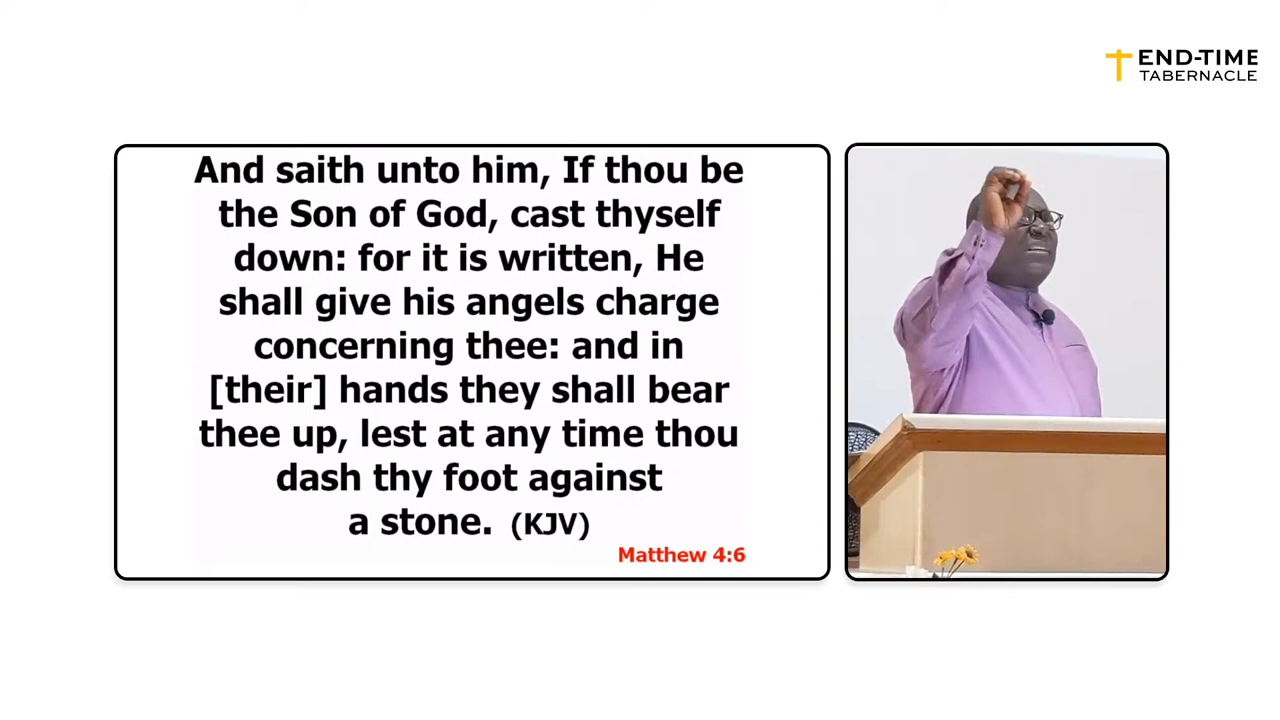 END-TIME
TABERNACLE
And saith unto him, If thou be
the Son of God, cast thyself
down: for it is written, He
shall give his angels charge
concerning thee: and in
[their] hands they shall bear
thee up, lest at any time thou
dash thy foot against
a stone. (KJV)
Matthew 4:6